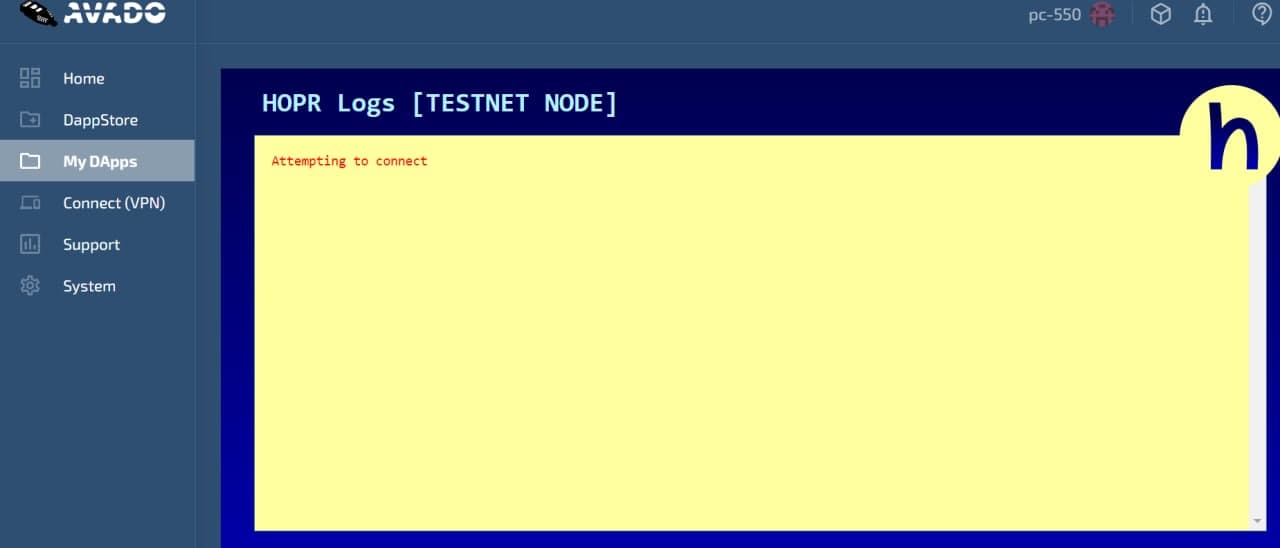 AVADO
pc-550
Home
DappStore
My DApps
Connect (VPN)
Support
System
HOPR Logs [TESTNET NODE]
h
Attempting to connect